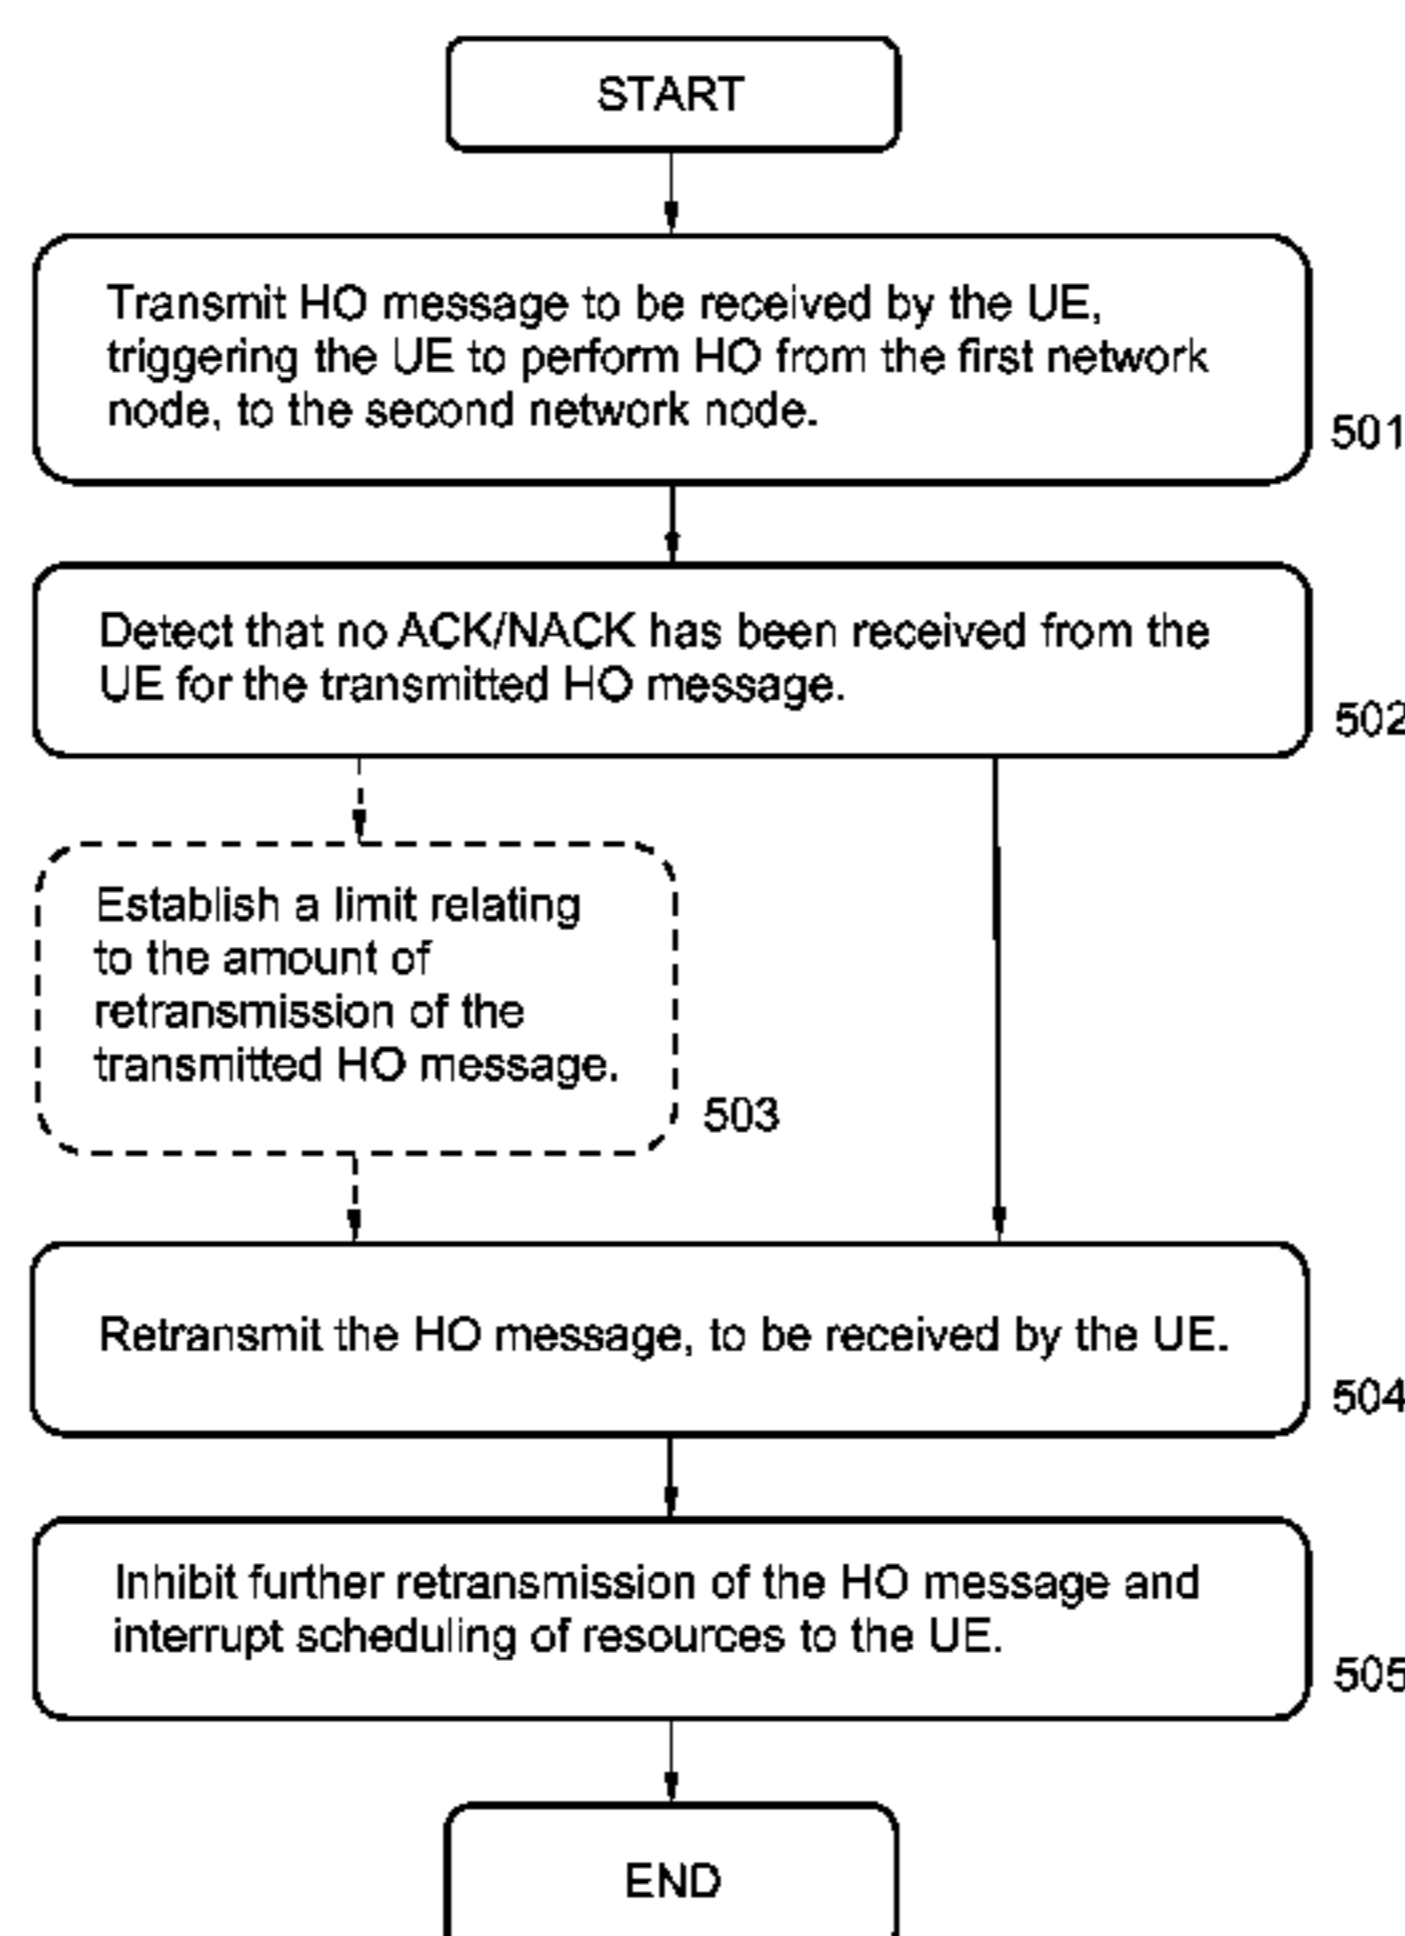 START
Transmit HO message to be received by the UE,
triggering the UE to perform HO from the first network
node, to the second network node.
501
Detect that no ACK/NACK has been received from the
UE for the transmitted HO message.
502
Establish a limit relating
to the amount of
retransmission of the
transmitted HO message.
503
Retransmit the HO message, to be received by the UE.
504
Inhibit further retransmission of the HO message and
interrupt scheduling of resources to the UE.
505
END